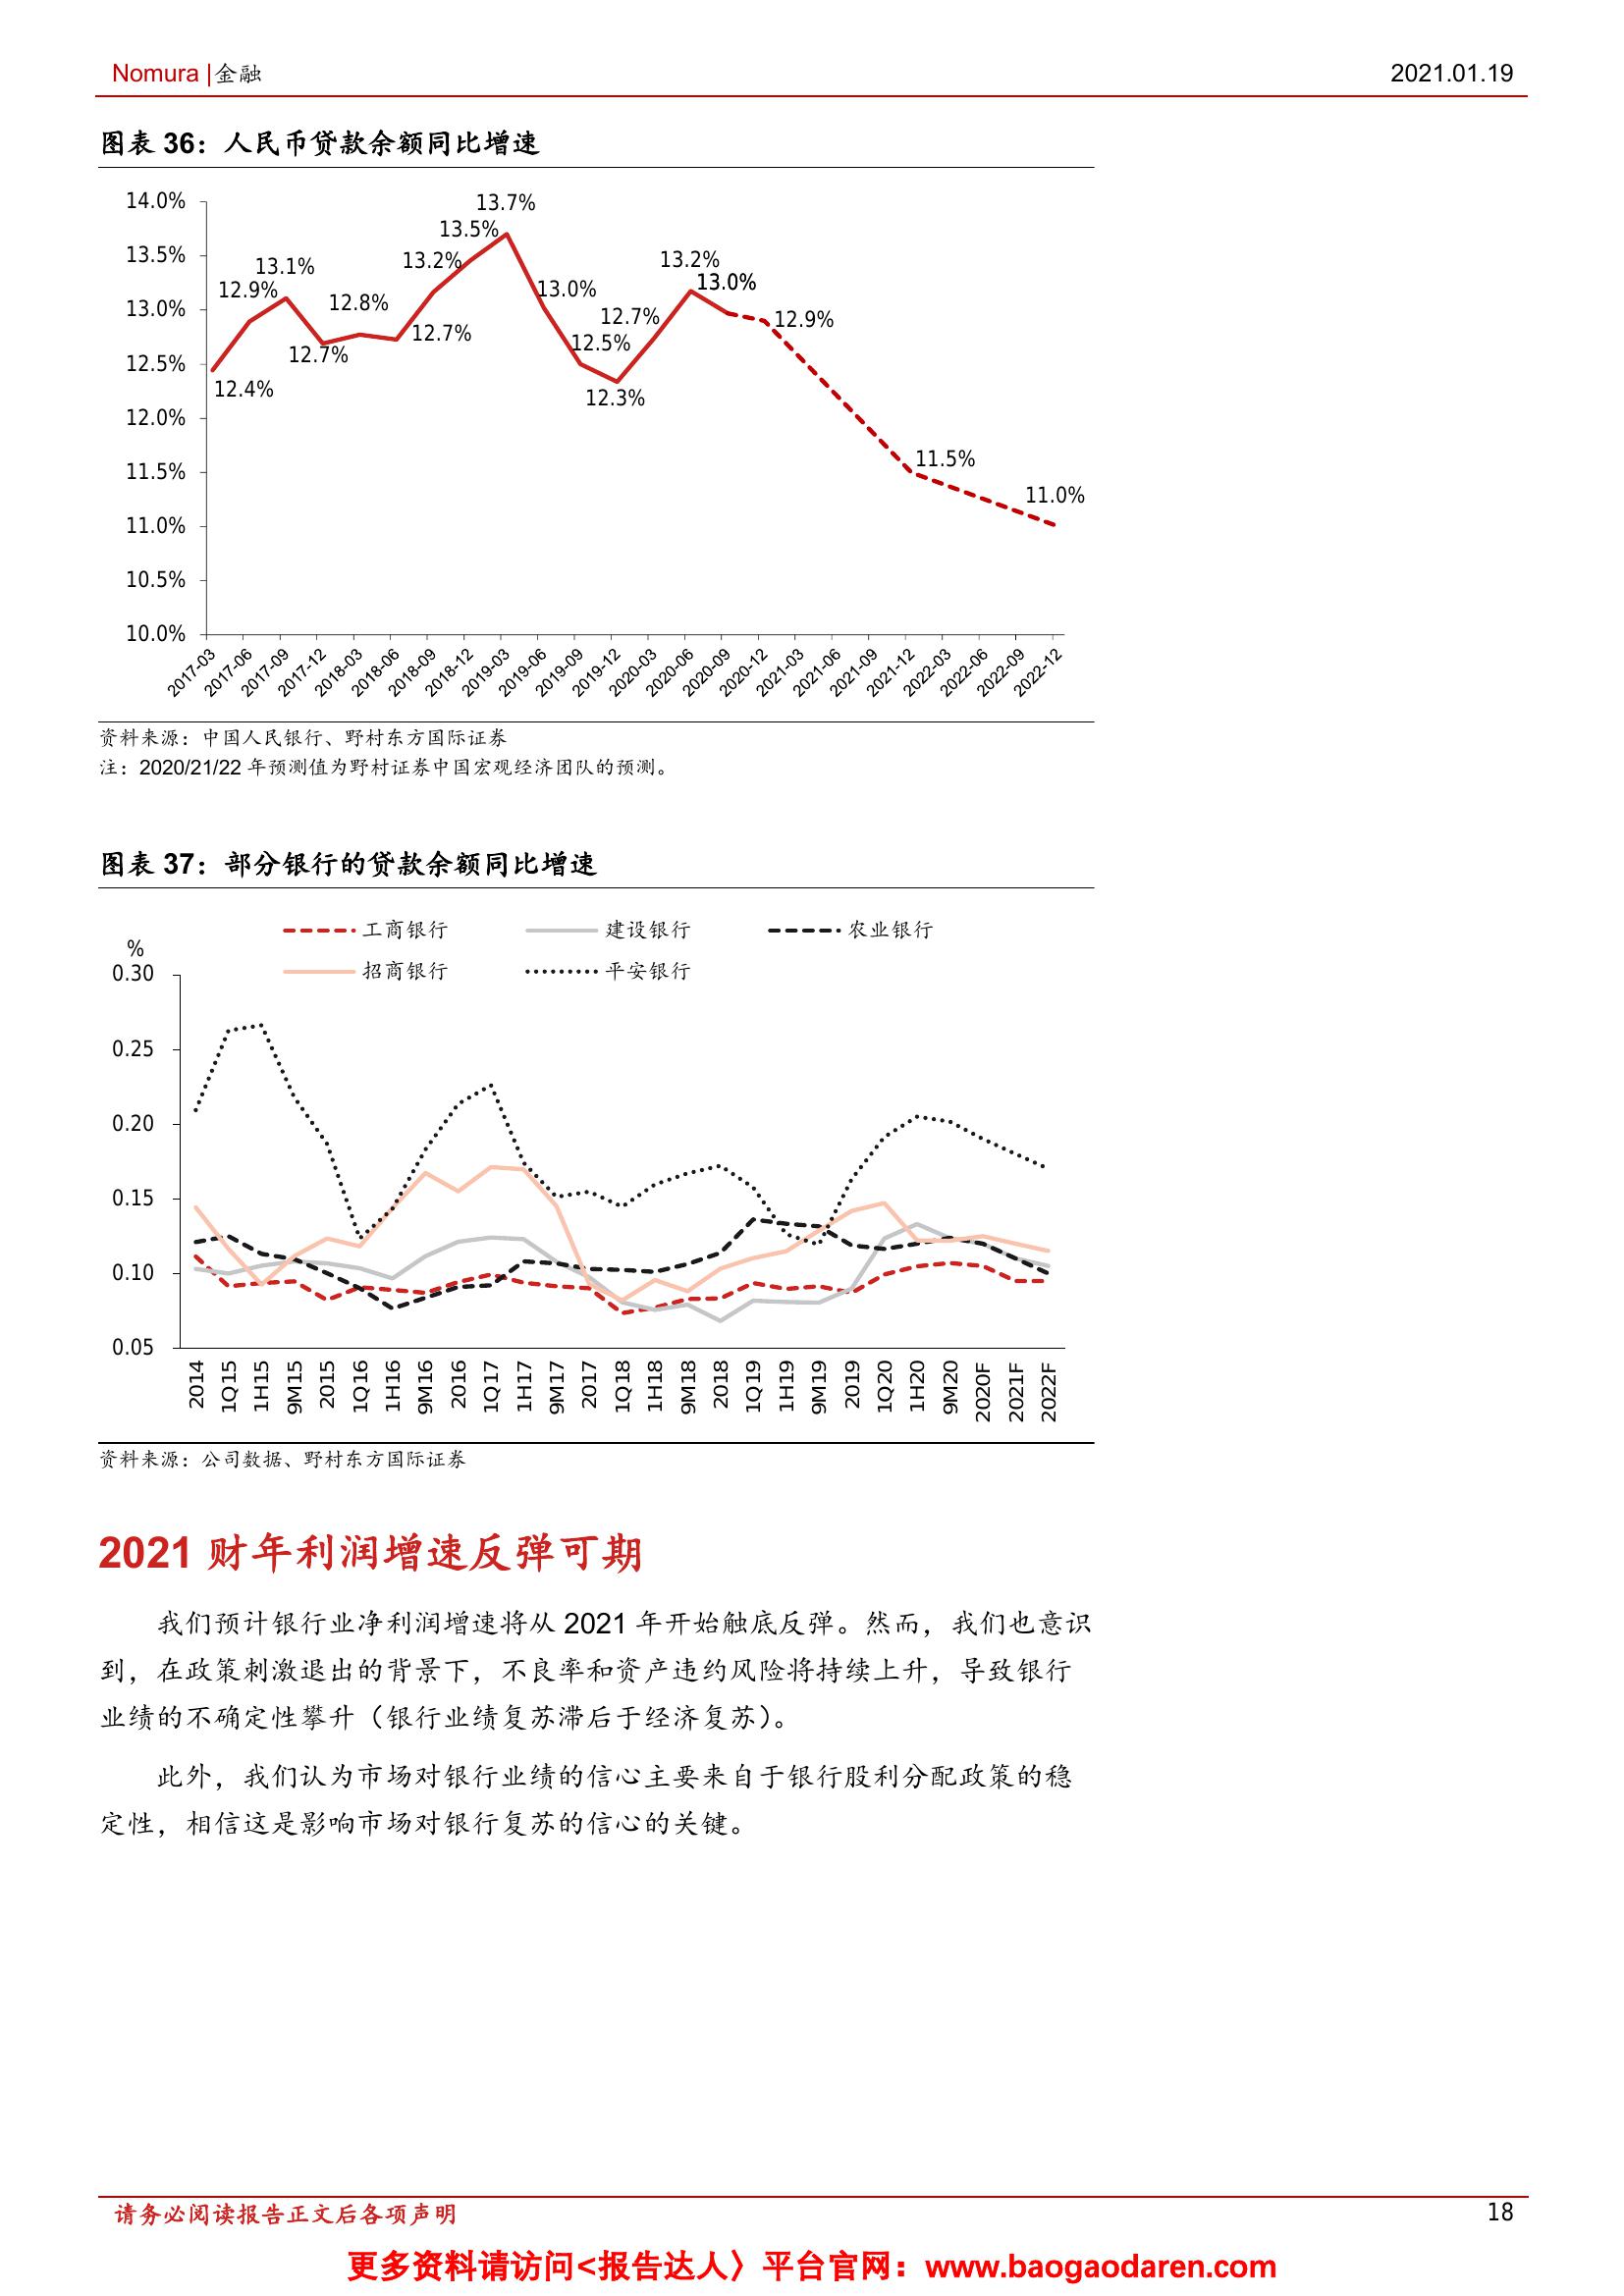 Nomura |金融
2021.01.19
图表 36：人民币贷款余额同比增速
14.0%
13.5%
13.0%
12.5%
12.0%
11.5%
11.0%
10.5%
10.0%
12.4%
12.9%
13.1%
12.7%
12.8%
12.7%
13.2%
13.5%
13.7%
13.0%
12.5%
12.3%
12.7%
13.2%
13.0%
12.9%
11.5%
11.0%
2017-03
2017-06
2017-09
2017-12
2018-03
2018-06
2018-09
2018-12
2019-03
2019-06
2019-09
2019-12
2020-03
2020-06
2020-09
2020-12
2021-03
2021-06
2021-09
2021-12
2022-03
2022-06
2022-09
2022-12
资料来源：中国人民银行、野村东方国际证券
注：2020/21/22 年预测值为野村证券中国宏观经济团队的预测。
图表 37：部分银行的贷款余额同比增速
工商银行 建设银行 农业银行
招商银行 平安银行
%
0.30
0.25
0.20
0.15
0.10
0.05
2014
1Q15
1H15
9M15
2015
1Q16
1H16
9M16
2016
1Q17
1H17
9M17
2017
1Q18
1H18
9M18
2018
1Q19
1H19
9M19
2019
1Q20
1H20
9M20
2020F
2021F
2022F
资料来源：公司数据、野村东方国际证券
2021 财年利润增速反弹可期
我们预计银行业净利润增速将从 2021 年开始触底反弹。然而，我们也意识
到，在政策刺激退出的背景下，不良率和资产违约风险将持续上升，导致银行
业绩的不确定性攀升（银行业绩复苏滞后于经济复苏）。
此外，我们认为市场对银行业绩的信心主要来自于银行股利分配政策的稳
定性，相信这是影响市场对银行复苏的信心的关键。
请务必阅读报告正文后各项声明
18
更多资料请访问<报告达人〉平台官网：www.baogaodaren.com